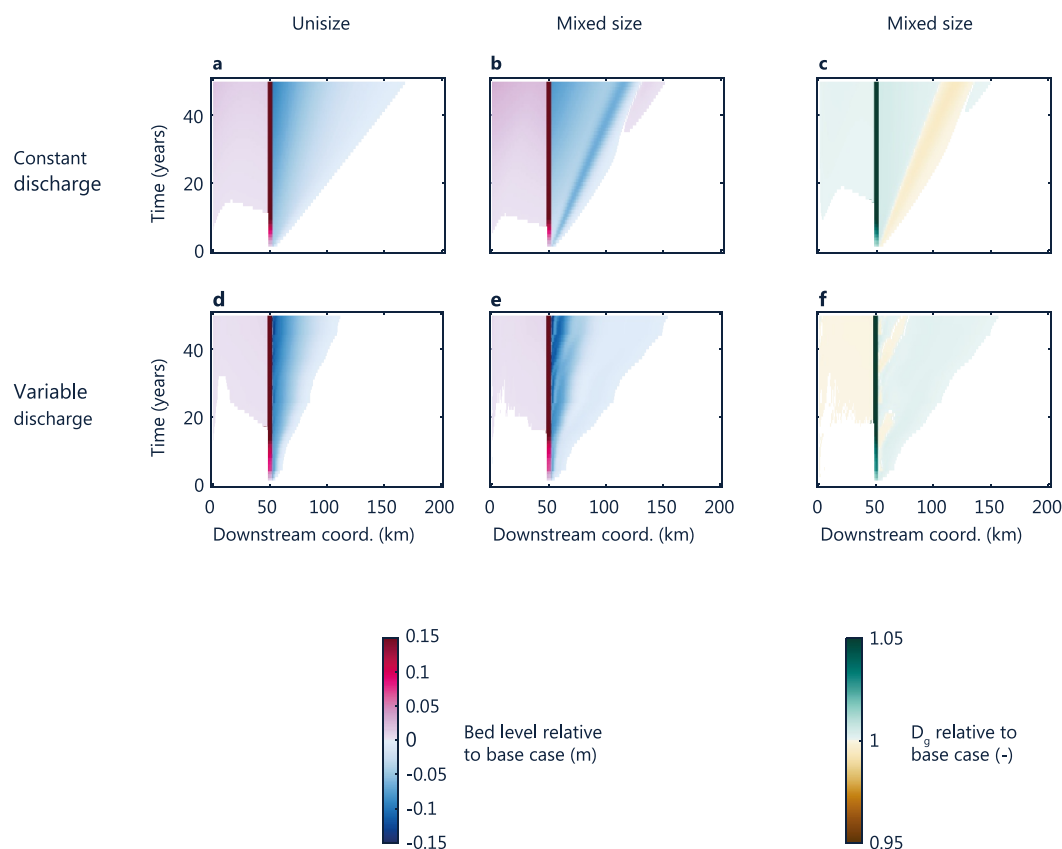 Unisize
Mixed size
Mixed size
a
b
c
Constant
discharge
Time (years)
40
20
0
d
e
f
Variable
discharge
Time (years)
40
20
0
0 50 100 150 200
0 50 100 150 200
0 50 100 150 200
Downstream coord. (km)
Downstream coord. (km)
Downstream coord. (km)
0.15
0.1
0.05
0
-0.05
-0.1
-0.15
Bed level relative
to base case (m)
1.05
1
0.95
Dg relative to
base case (-)